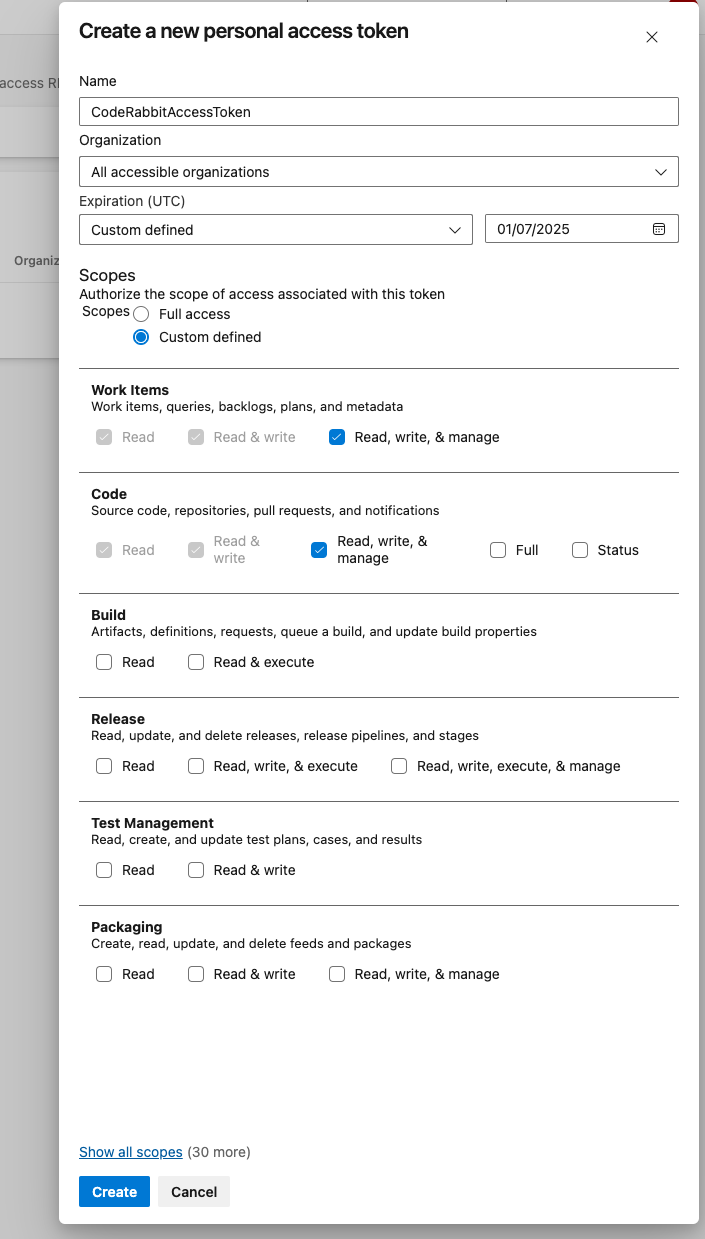 Create a new personal access token
access RE
Name
CodeRabbitAccessToken
Organization
All accessible organizations
Expiration (UTC)
Custom defined
01/07/2025
Organiz
Scopes
Authorize the scope of access associated with this token
Scopes
Full access
Custom defined
Work Items
Work items, queries, backlogs, plans, and metadata
Read Read & write Read, write, & manage
Code
Source code, repositories, pull requests, and notifications
Read Read & write Read, write, & manage Full Status
Build
Artifacts, definitions, requests, queue a build, and update build properties
Read Read & execute
Release
Read, update, and delete releases, release pipelines, and stages
Read Read, write, & execute Read, write, execute, & manage
Test Management
Read, create, and update test plans, cases, and results
Read Read & write
Packaging
Create, read, update, and delete feeds and packages
Read Read & write Read, write, & manage
Show all scopes (30 more)
Create Cancel